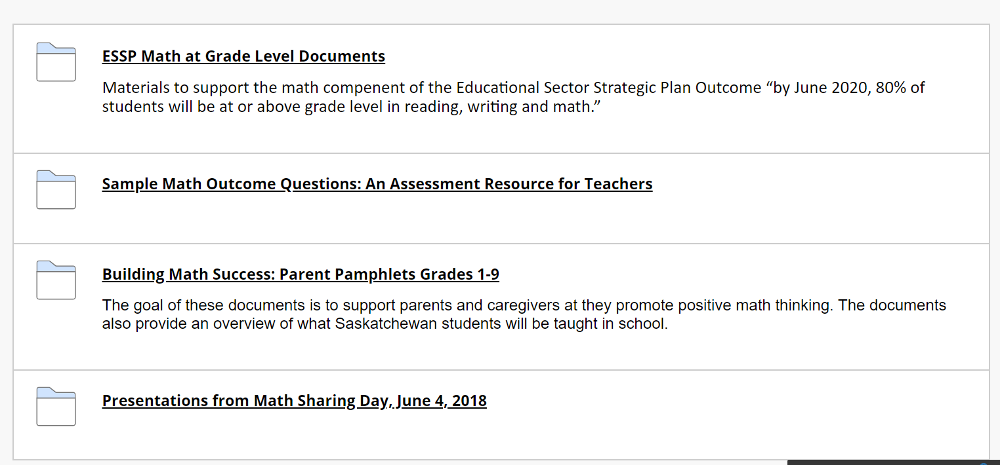 ESSP Math at Grade Level Documents
Materials to support the math compenent of the Educational Sector Strategic Plan Outcome “by June 2020, 80% of
students will be at or above grade level in reading, writing and math.”
Sample Math Outcome Questions: An Assessment Resource for Teachers
Building Math Success: Parent Pamphlets Grades 1-9
The goal of these documents is to support parents and caregivers at they promote positive math thinking. The documents
also provide an overview of what Saskatchewan students will be taught in school.
Presentations from Math Sharing Day, June 4, 2018